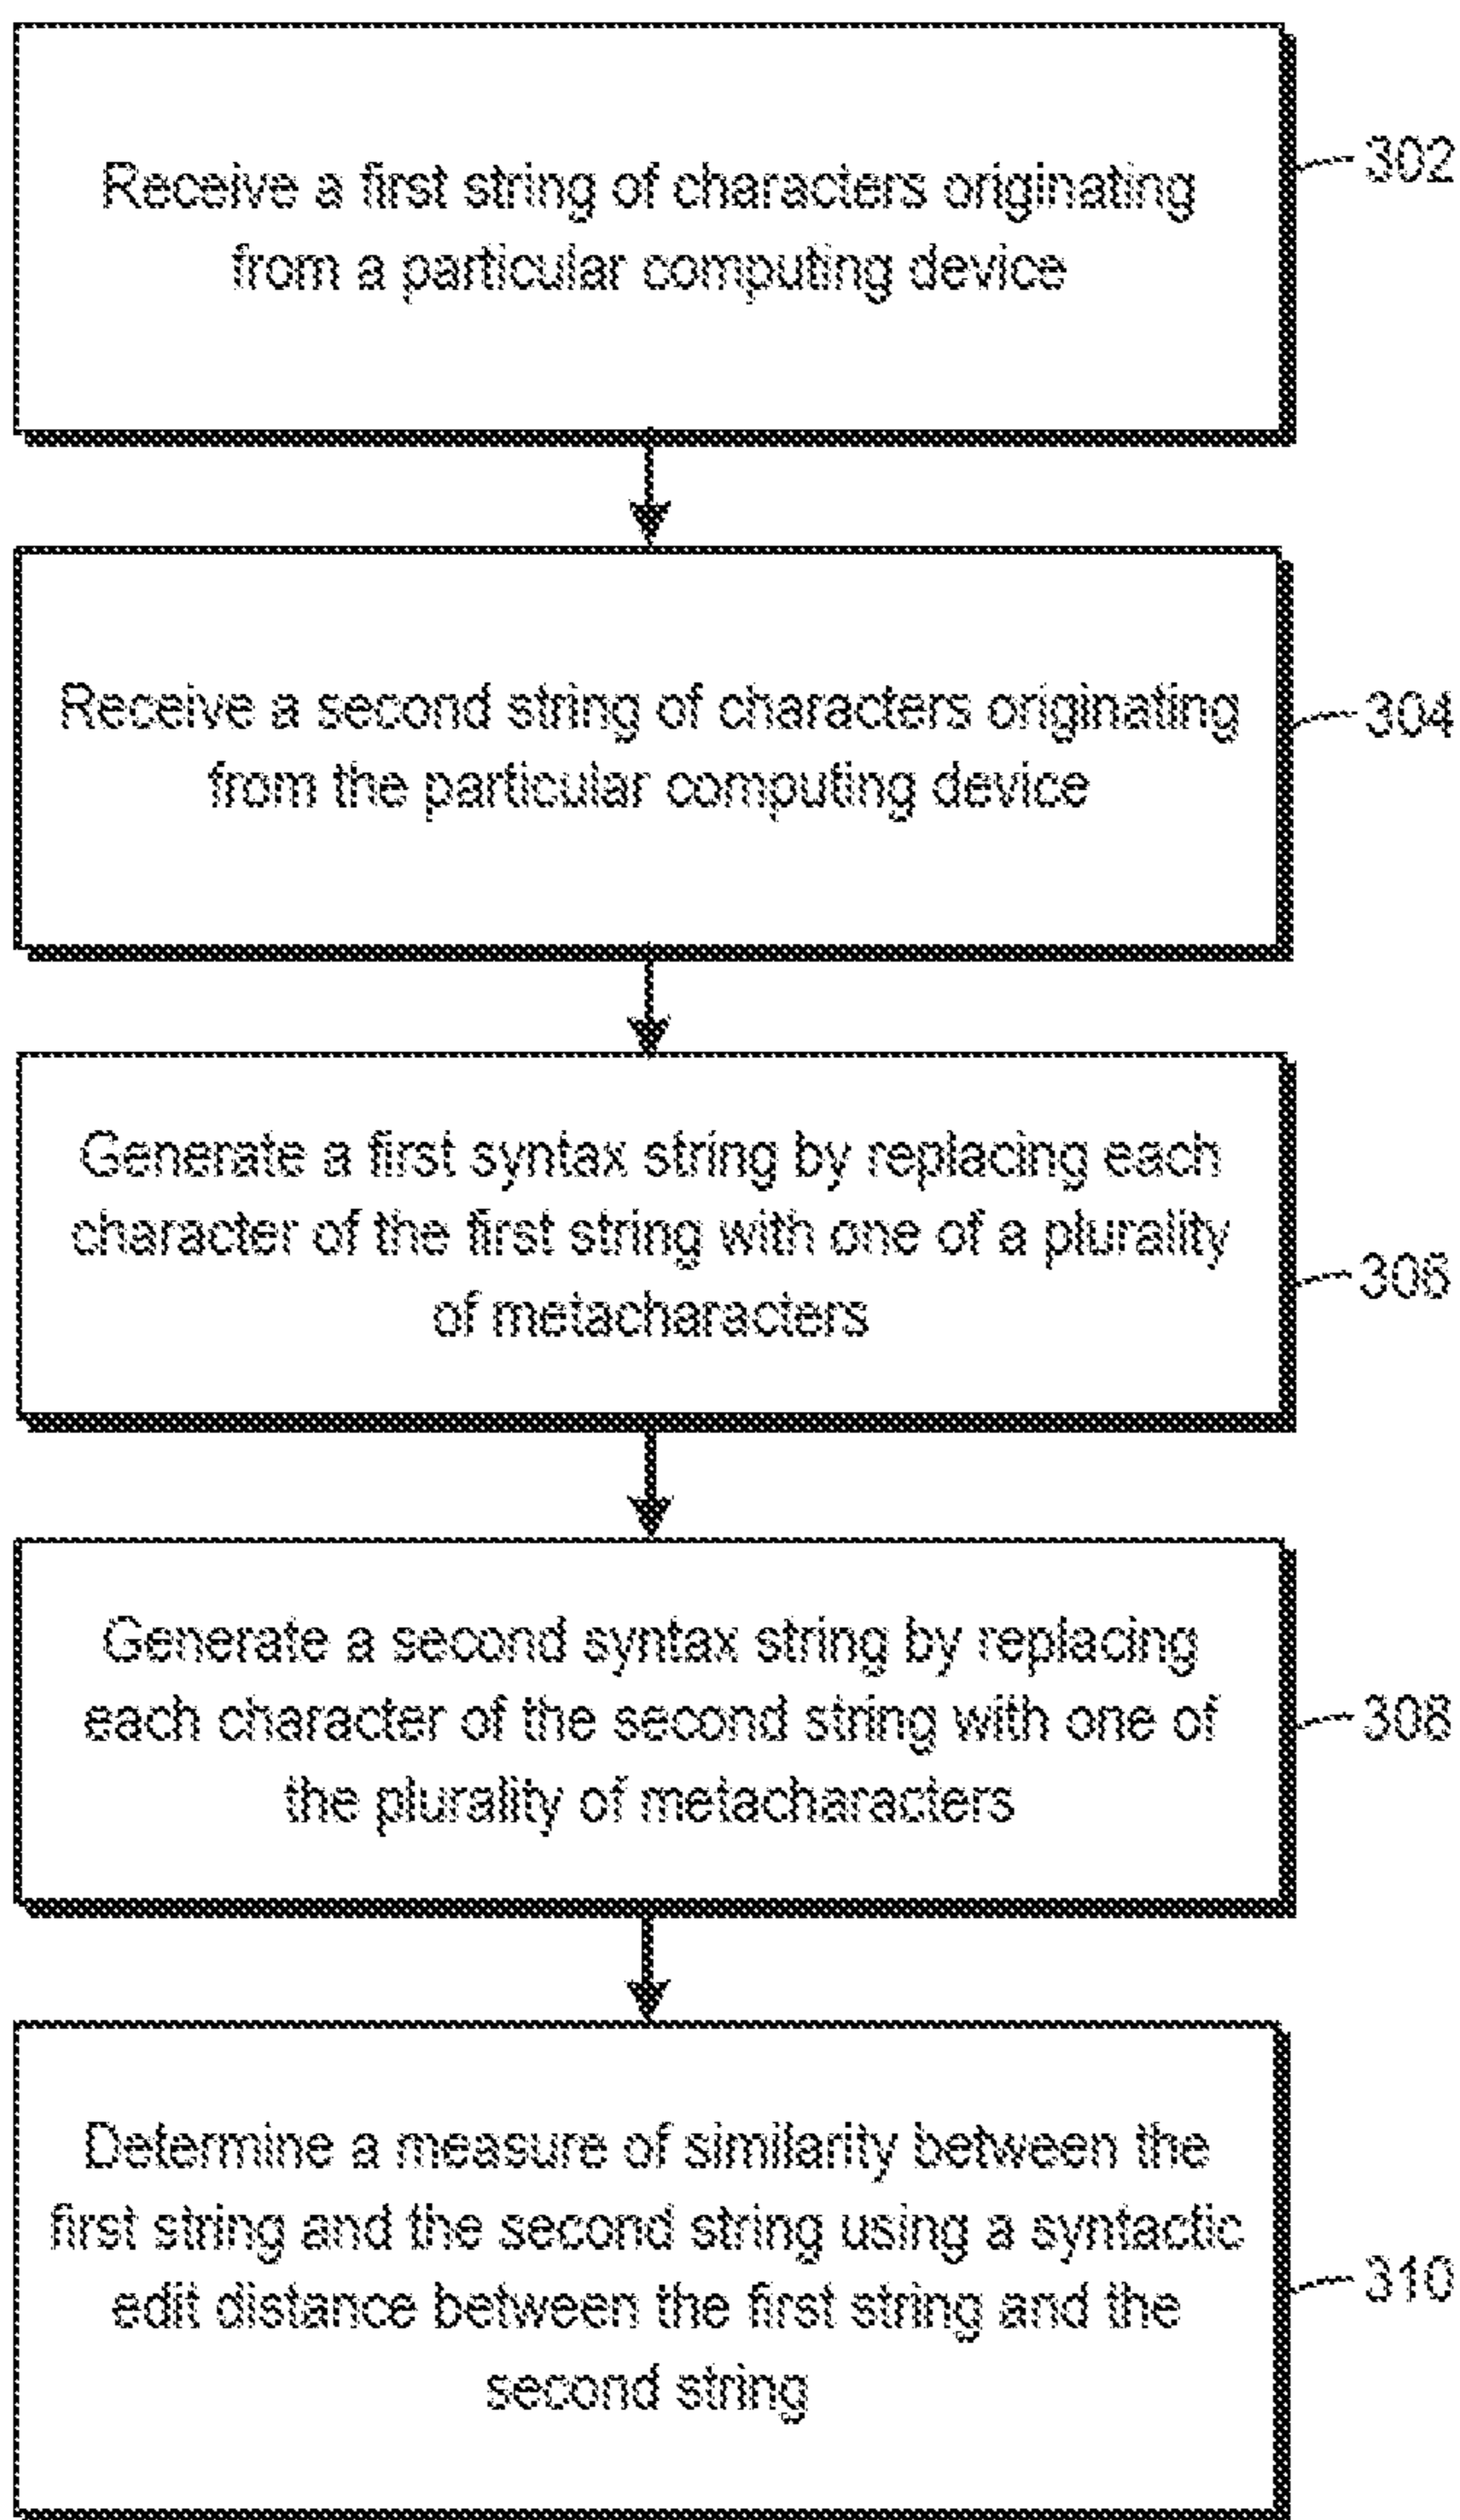 Receive a first string of characters originating
from a particular computing device
302
Receive a second string of characters originating
from the particular computing device
304
Generate a first syntax string by replacing each
character of the first string with one of a plurality
of metacharacters
306
Generate a second syntax string by replacing
each character of the second string with one of
the plurality of metacharacters
308
Determine a measure of similarity between the
first string and the second string using a syntactic
edit distance between the first string and the
second string
310